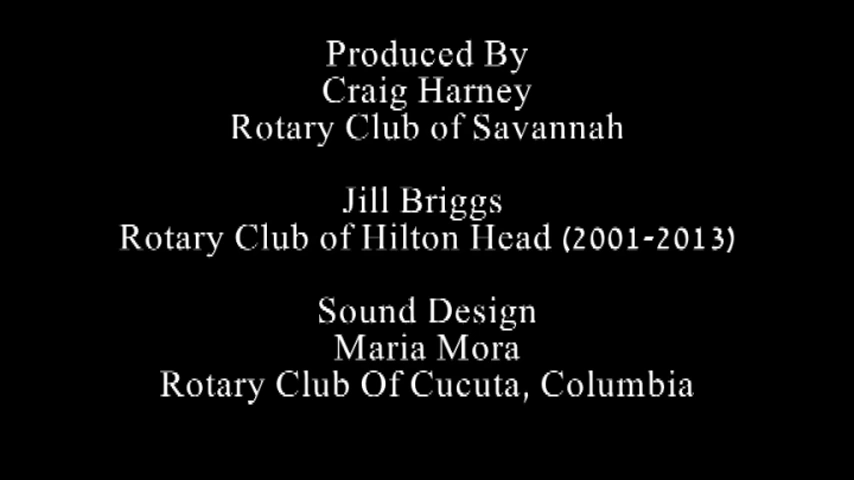 Produced By
Craig Harney
Rotary Club of Savannah
Jill Briggs
Rotary Club of Hilton Head (2001-2013)
Sound Design
Maria Mora
Rotary Club Of Cucuta, Columbia